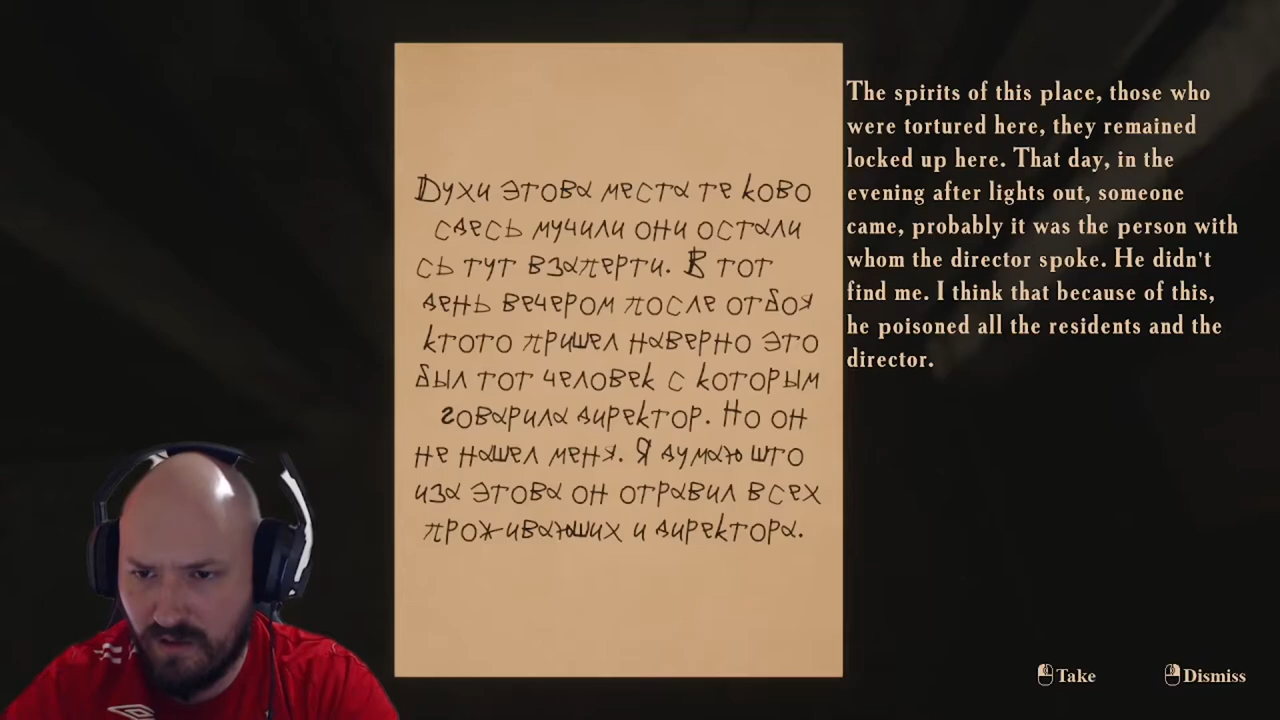 Духи этова места те ково
сдесь мучили они остали
сь тут взаперти. В тот
день вечером после отбоя
ктото пришел наверно это
был тот человек с которым
говарила директор. Но он
не нашел меня. Я думаю што
иза этова он отравил всех
проживаюших и директора.
The spirits of this place, those who
were tortured here, they remained
locked up here. That day, in the
evening after lights out, someone
came, probably it was the person with
whom the director spoke. He didn't
find me. I think that because of this,
he poisoned all the residents and the
director.
Take
Dismiss